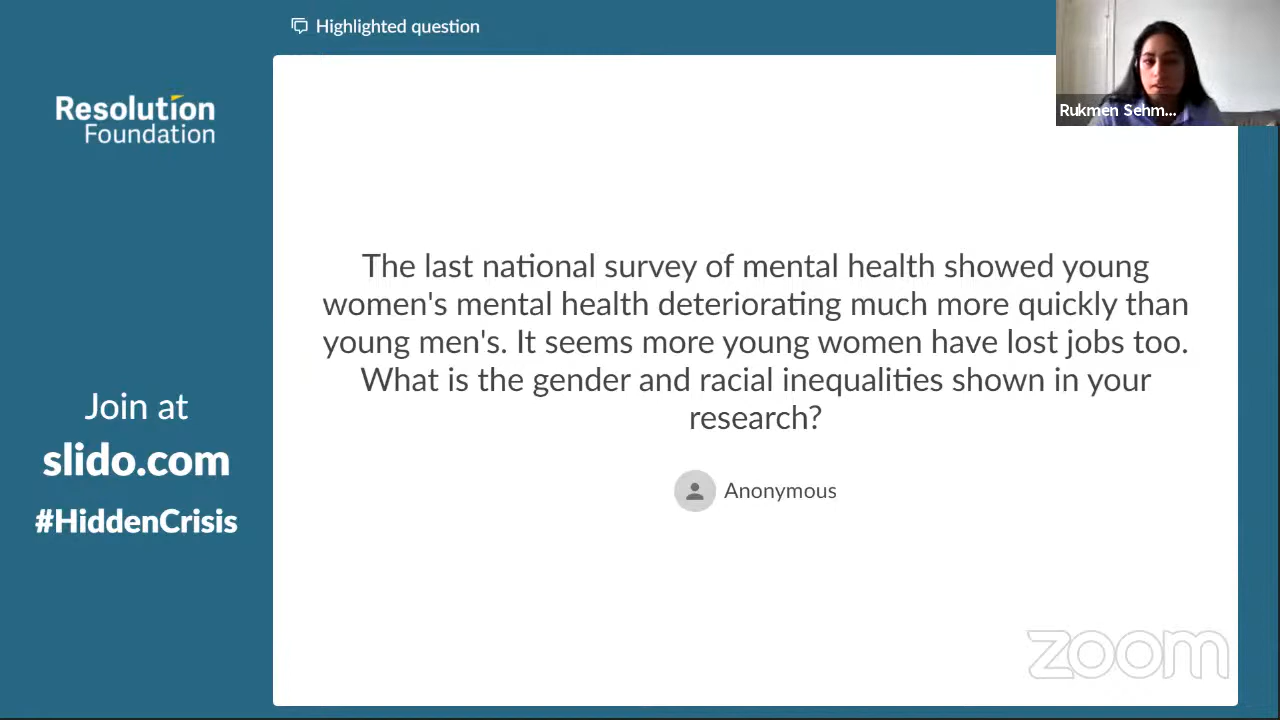 Highlighted question
Rukmen Sehm...
Resolution
Foundation
The last national survey of mental health showed young
women's mental health deteriorating much more quickly than
young men's. It seems more young women have lost jobs too.
What is the gender and racial inequalities shown in your
research?
Anonymous
Join at
slido.com
#HiddenCrisis
zoom